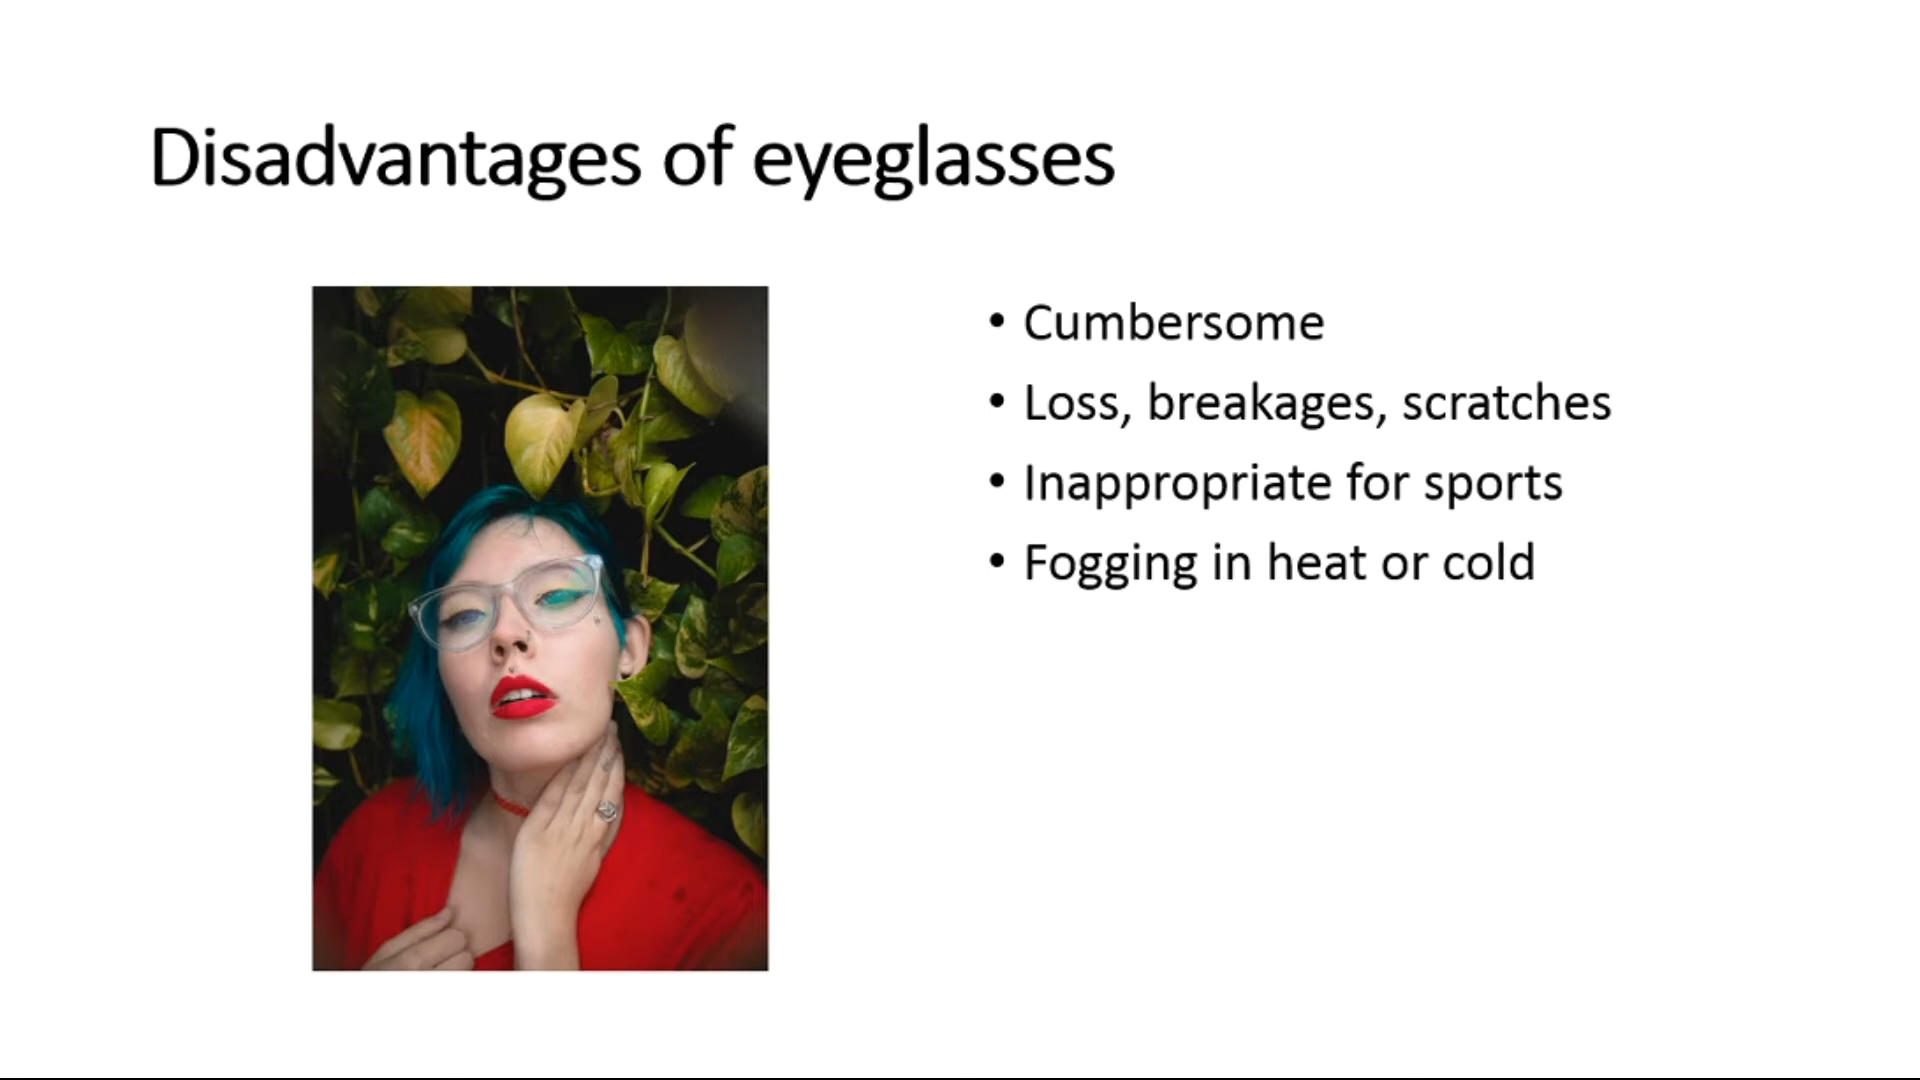 Disadvantages of eyeglasses
• Cumbersome
• Loss, breakages, scratches
• Inappropriate for sports
• Fogging in heat or cold